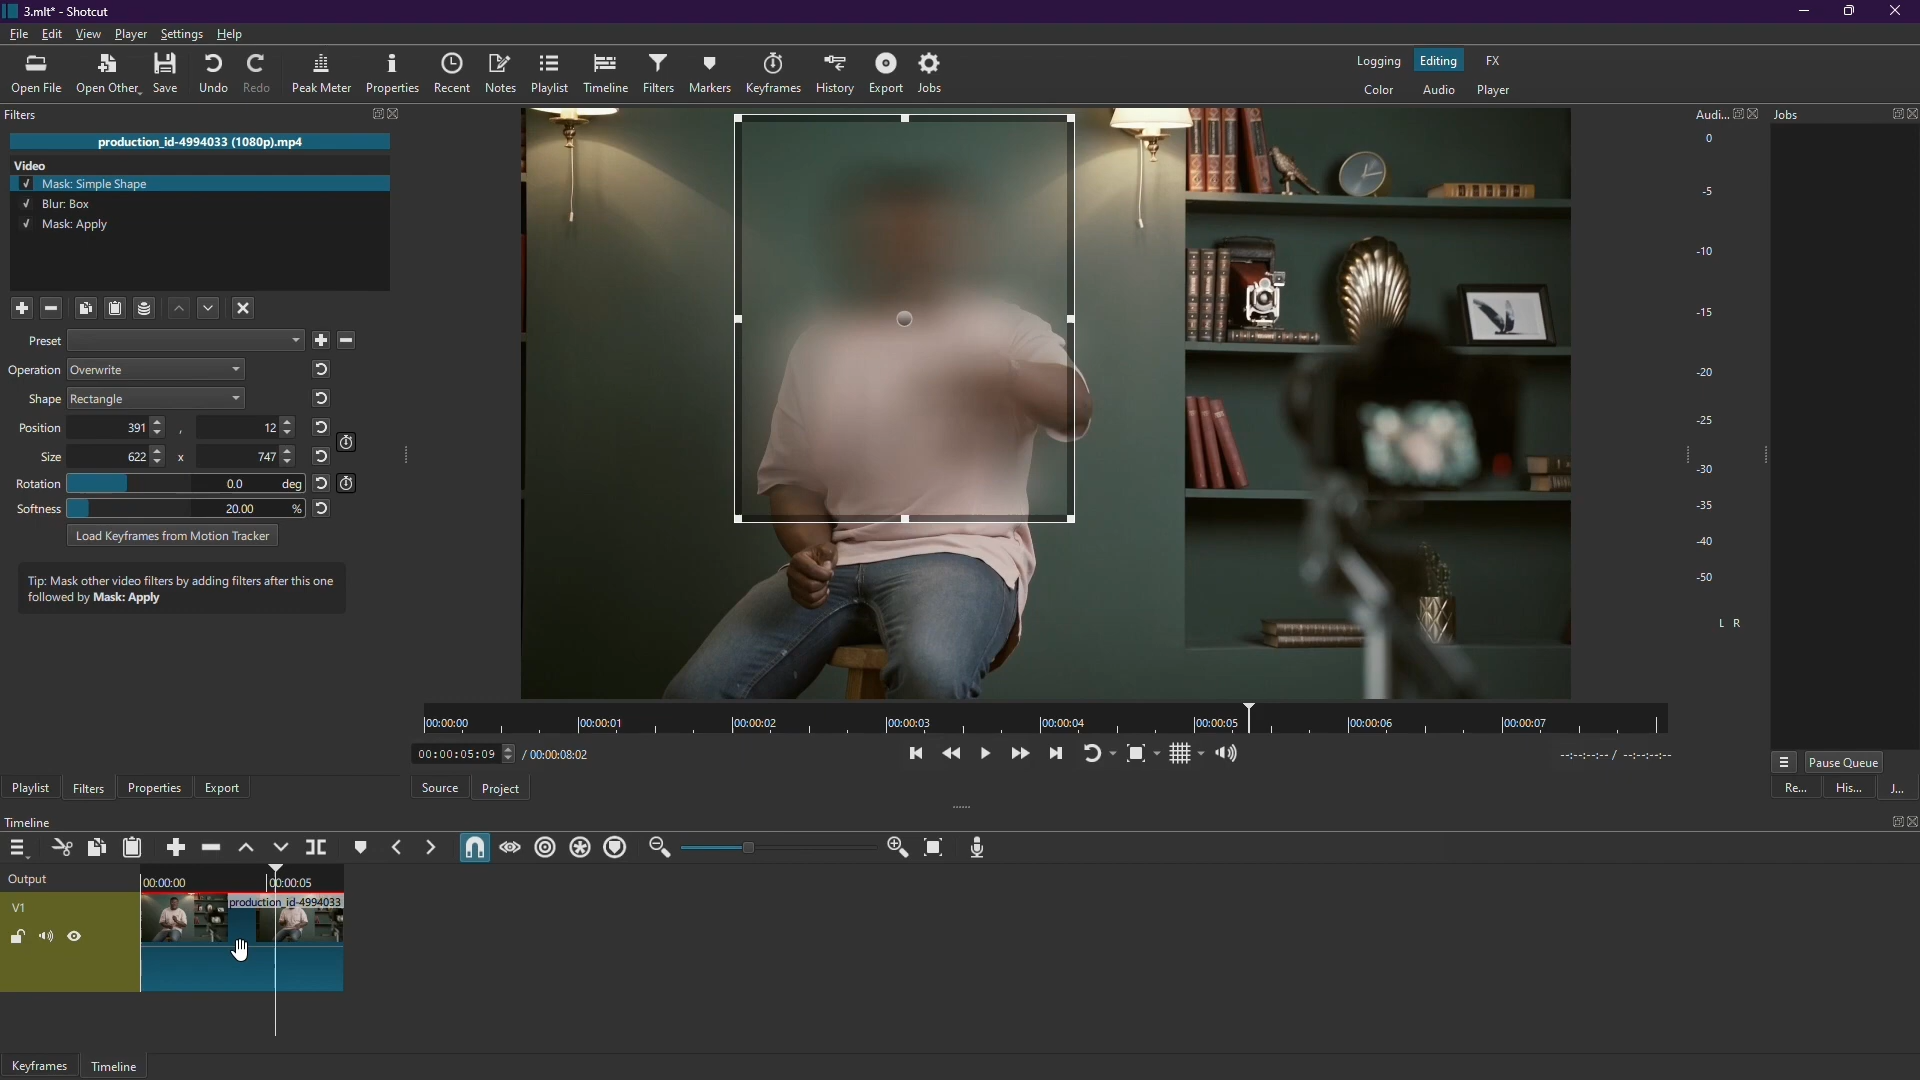 3.mlt* - Shotcut
File Edit View Player Settings Help
Open File Open Other Save Undo Redo Peak Meter Properties Recent Notes Playlist Timeline Filters Markers Keyframes History Export Jobs
Logging Editing FX
Color Audio Player
Filters
production_id-4994033 (1080p).mp4
Video
Mask: Simple Shape
Blur: Box
Mask: Apply
Preset
Operation Overwrite
Shape Rectangle
Position 391 , 12
Size 622 x 747
Rotation 0.0 deg
Softness 20.00 %
Load Keyframes from Motion Tracker
Tip: Mask other video filters by adding filters after this one
followed by Mask: Apply
Playlist Filters Properties Export
00:00:00 00:00:01 00:00:02 00:00:03 00:00:04 00:00:05 00:00:06 00:00:07
00:00:05:09 / 00:00:08:02
--:--:--:-- / --:--:--:--
Source Project
Audi...
0
-5
-10
-15
-20
-25
-30
-35
-40
-50
L R
Jobs
Pause Queue
Re... His... J...
Timeline
Output
00:00:00 00:00:05
V1
production_id-4994033
Keyframes Timeline